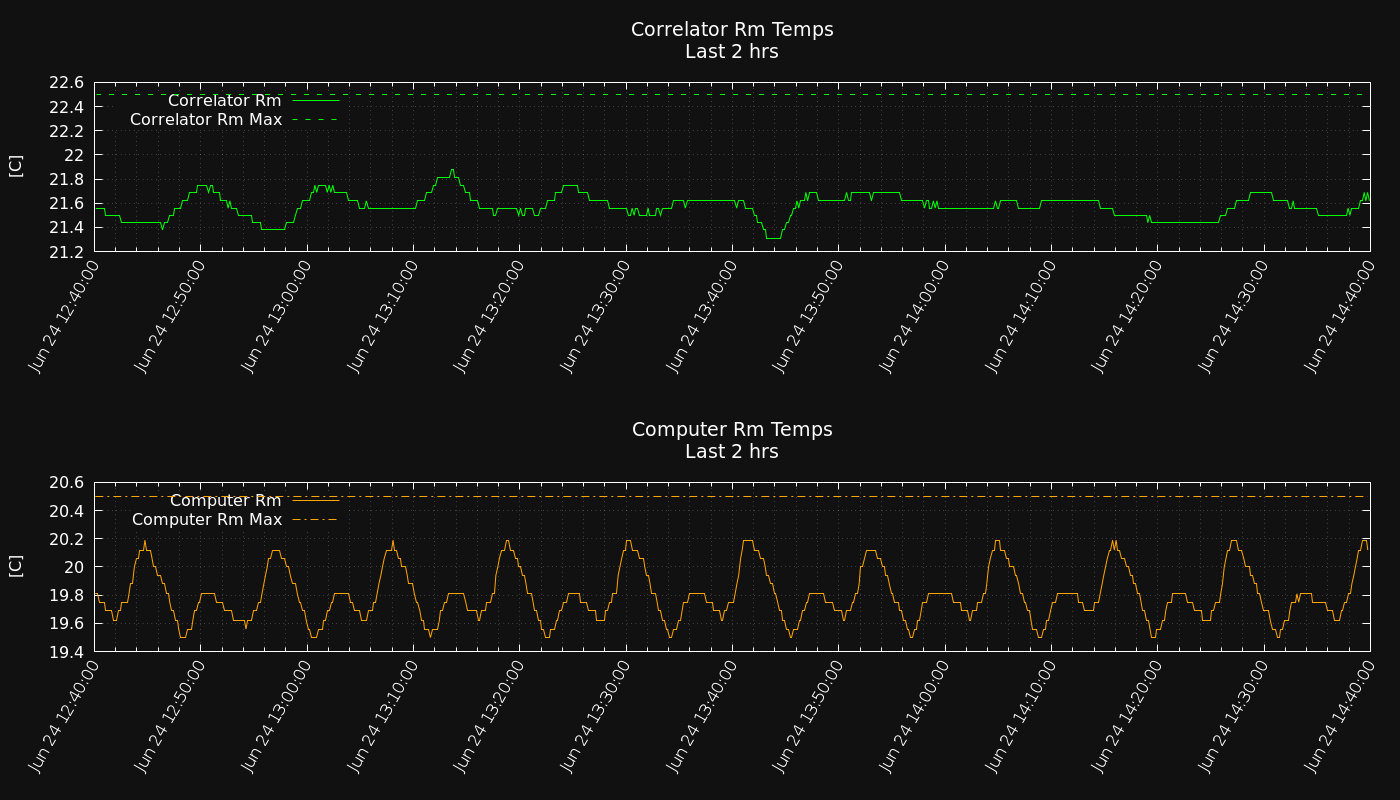 Correlator Rm Temps
Last 2 hrs
[C]
22.6
22.4
22.2
22
21.8
21.6
21.4
21.2
Correlator Rm
Correlator Rm Max
Jun 24 12:40:00
Jun 24 12:50:00
Jun 24 13:00:00
Jun 24 13:10:00
Jun 24 13:20:00
Jun 24 13:30:00
Jun 24 13:40:00
Jun 24 13:50:00
Jun 24 14:00:00
Jun 24 14:10:00
Jun 24 14:20:00
Jun 24 14:30:00
Jun 24 14:40:00
Computer Rm Temps
Last 2 hrs
[C]
20.6
20.4
20.2
20
19.8
19.6
19.4
Computer Rm
Computer Rm Max
Jun 24 12:40:00
Jun 24 12:50:00
Jun 24 13:00:00
Jun 24 13:10:00
Jun 24 13:20:00
Jun 24 13:30:00
Jun 24 13:40:00
Jun 24 13:50:00
Jun 24 14:00:00
Jun 24 14:10:00
Jun 24 14:20:00
Jun 24 14:30:00
Jun 24 14:40:00